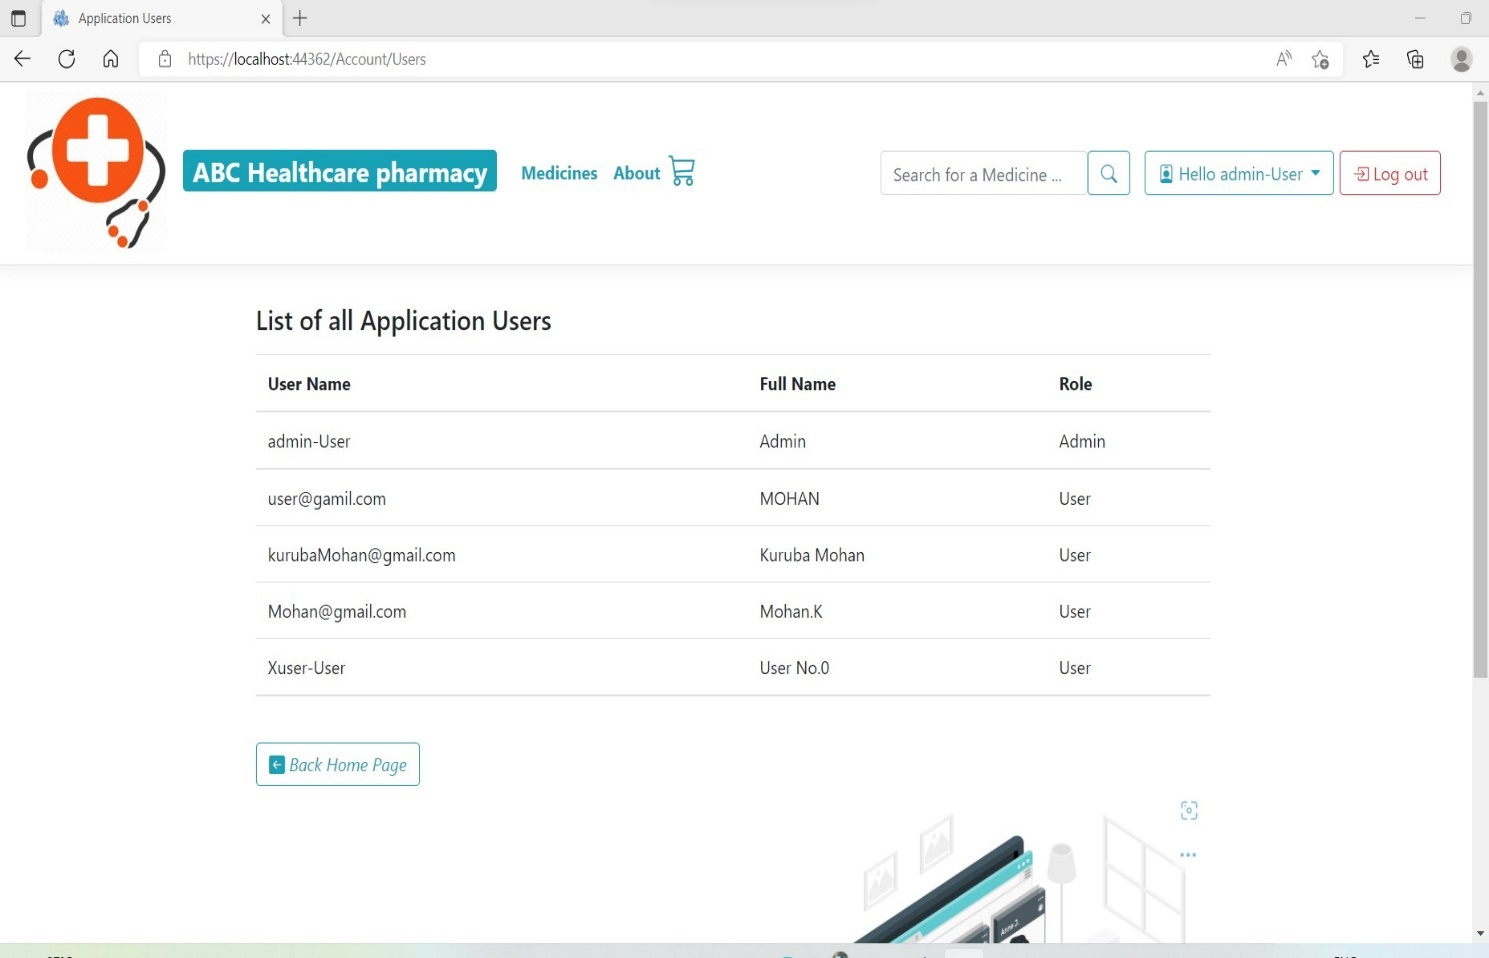 Application Users
https://localhost:44362/Account/Users
ABC Healthcare pharmacy Medicines About Search for a Medicine ... Hello admin-User Log out
List of all Application Users
User Name Full Name Role
admin-User Admin Admin
user@gamil.com MOHAN User
kurubaMohan@gmail.com Kuruba Mohan User
Mohan@gmail.com Mohan.K User
Xuser-User User No.0 User
Back Home Page
Anne J.